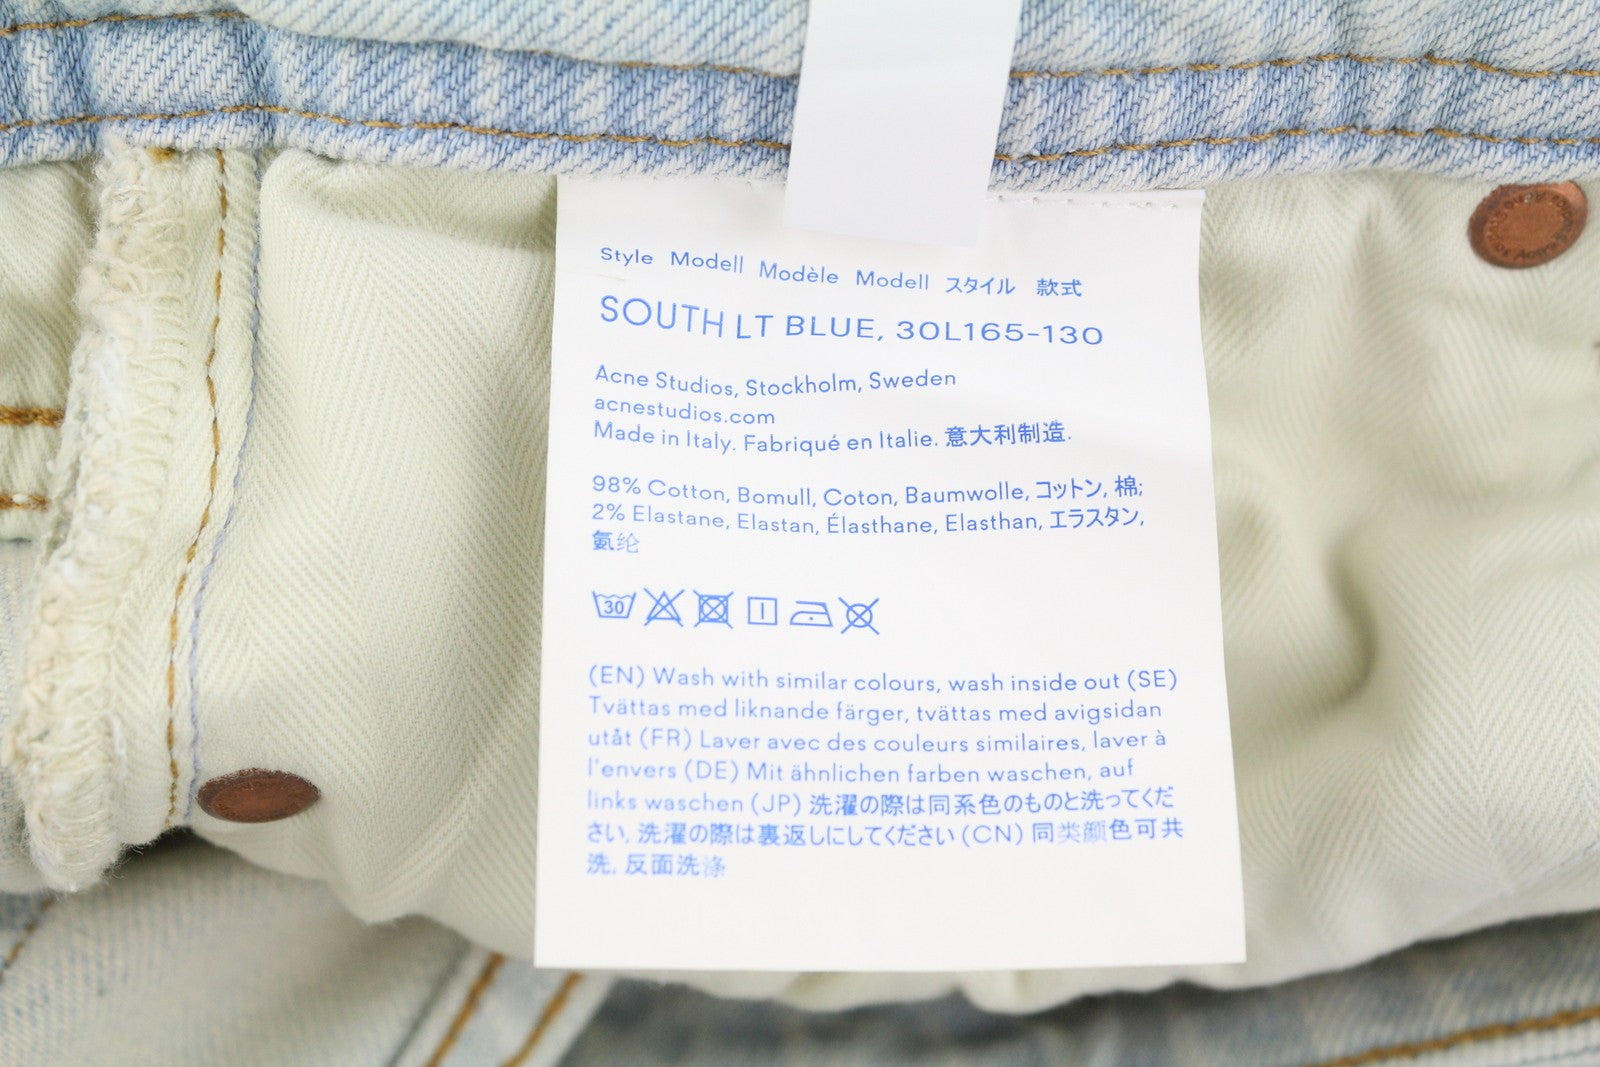 Style Modell Modèle Modell スタイル 款式
SOUTH LT BLUE, 30L165-130
Acne Studios, Stockholm, Sweden
acnestudios.com
Made in Italy. Fabriqué en Italie. 意大利制造.
98% Cotton, Bomull, Coton, Baumwolle, コットン, 棉;
2% Elastane, Elastan, Élasthane, Elasthan, エラスタン,
氨纶
30
(EN) Wash with similar colours, wash inside out (SE)
Tvättas med liknande färger, tvättas med avigsidan
utåt (FR) Laver avec des couleurs similaires, laver à
l'envers (DE) Mit ähnlichen farben waschen, auf
links waschen (JP) 洗濯の際は同系色のものと洗ってくだ
さい, 洗濯の際は裏返しにしてください (CN) 同类颜色可共
洗, 反面洗涤